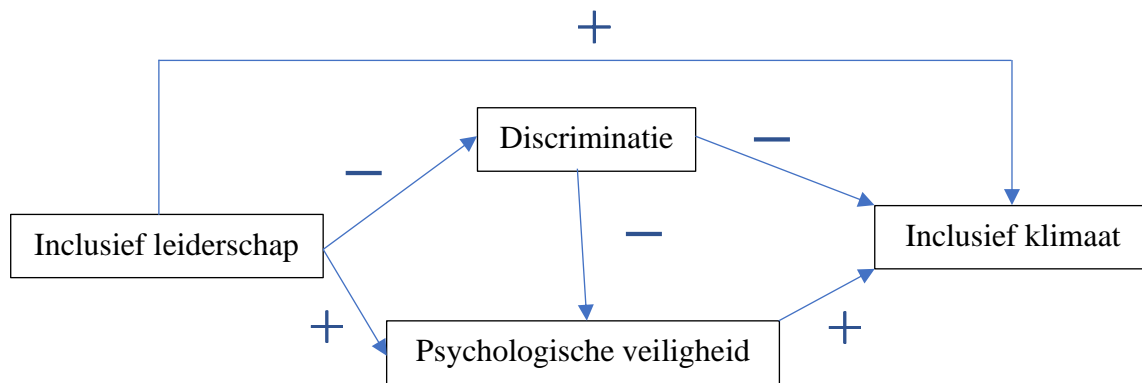 +
Discriminatie
—
—
Inclusief leiderschap
—
Inclusief klimaat
+
+
Psychologische veiligheid